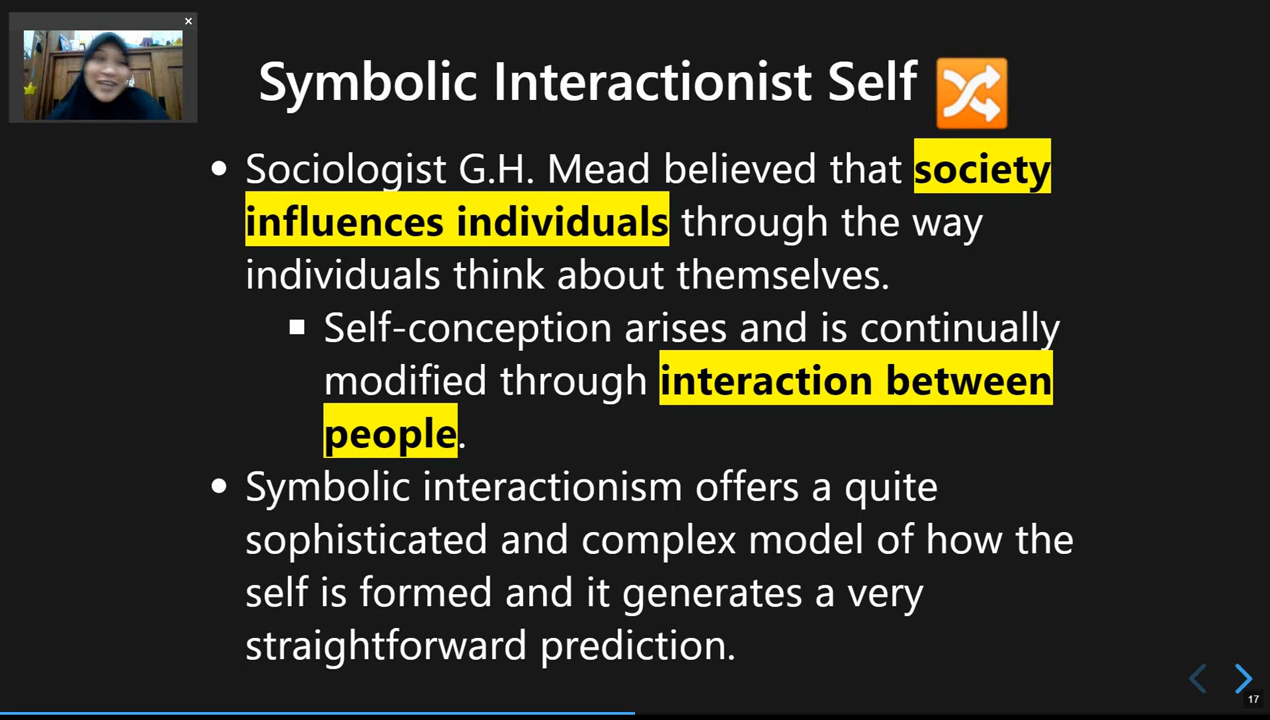 Symbolic Interactionist Self
Sociologist G.H. Mead believed that society
influences individuals through the way
individuals think about themselves.
Self-conception arises and is continually
modified through interaction between
people.
Symbolic interactionism offers a quite
sophisticated and complex model of how the
self is formed and it generates a very
straightforward prediction.
17